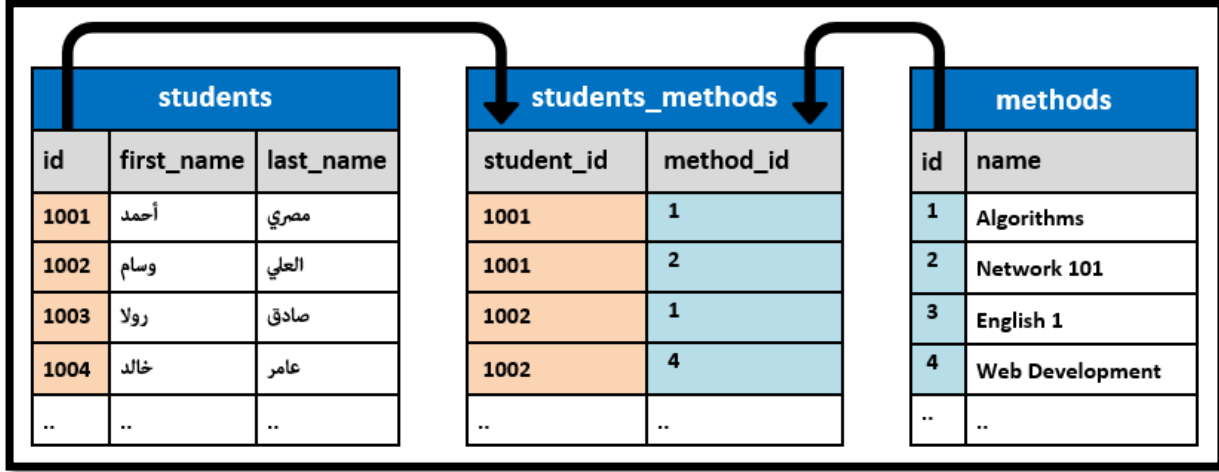 students
id first_name last_name
1001 أحمد مصري
1002 وسام العلي
1003 رولا صادق
1004 خالد عامر
.. .. ..
students_methods
student_id method_id
1001 1
1001 2
1002 1
1002 4
.. ..
methods
id name
1 Algorithms
2 Network 101
3 English 1
4 Web Development
.. ..